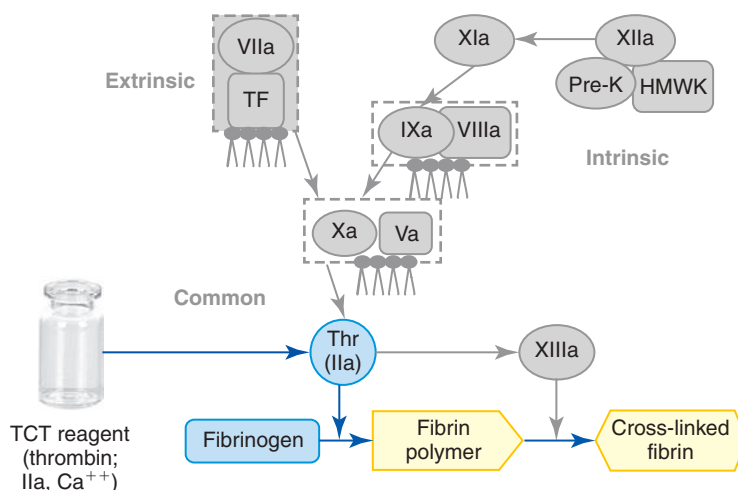 VIIa
TF
Extrinsic
XIa
XIIa
Pre-K
HMWK
IXa
VIIIa
Intrinsic
Xa
Va
Common
Thr
(IIa)
XIIIa
TCT reagent
(thrombin;
IIa, Ca++)
Fibrinogen
Fibrin
polymer
Cross-linked
fibrin